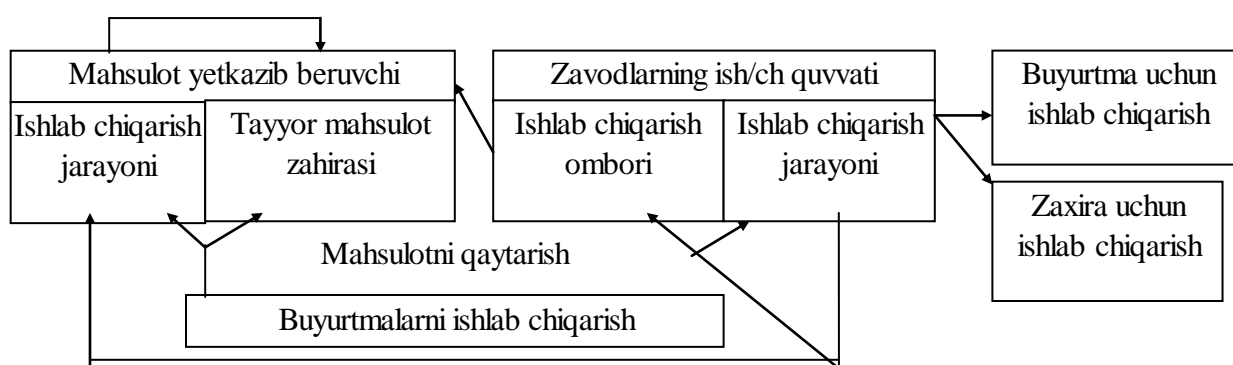 Mahsulot yetkazib beruvchi
Ishlab chiqarish
jarayoni
Tayyor mahsulot
zahirasi
Zavodlarning ish/ch quvvati
Ishlab chiqarish
ombori
Ishlab chiqarish
jarayoni
Buyurtma uchun
ishlab chiqarish
Zaxira uchun
ishlab chiqarish
Mahsulotni qaytarish
Buyurtmalarni ishlab chiqarish